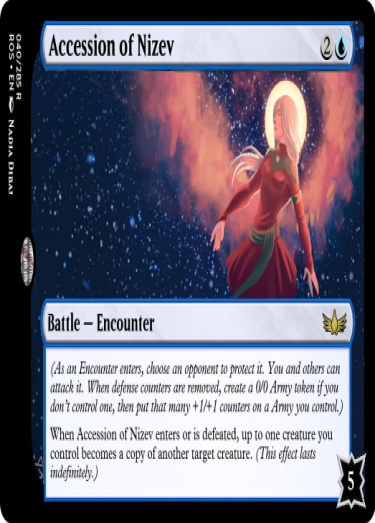 Accession of Nizev 2
Battle – Encounter
(As an Encounter enters, choose an opponent to protect it. You and others can
attack it. When defense counters are removed, create a 0/0 Army token if you
don't control one, then put that many +1/+1 counters on a Army you control.)
When Accession of Nizev enters or is defeated, up to one creature you
control becomes a copy of another target creature. (This effect lasts
indefinitely.)
5
040/285 R
ROS • EN Nadia Debaj